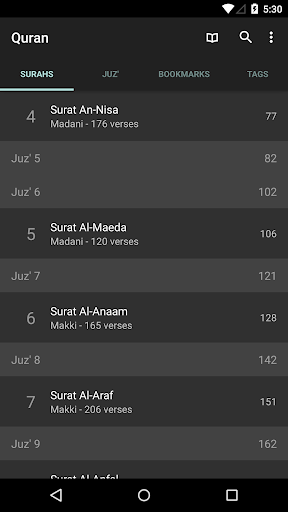 5:30
Quran
SURAHS JUZ' BOOKMARKS TAGS
4 Surat An-Nisa 77
Madani - 176 verses
Juz' 5 82
Juz' 6 102
5 Surat Al-Maeda 106
Madani - 120 verses
Juz' 7 121
6 Surat Al-Anaam 128
Makki - 165 verses
Juz' 8 142
7 Surat Al-Araf 151
Makki - 206 verses
Juz' 9 162
Surat Al-Anfal